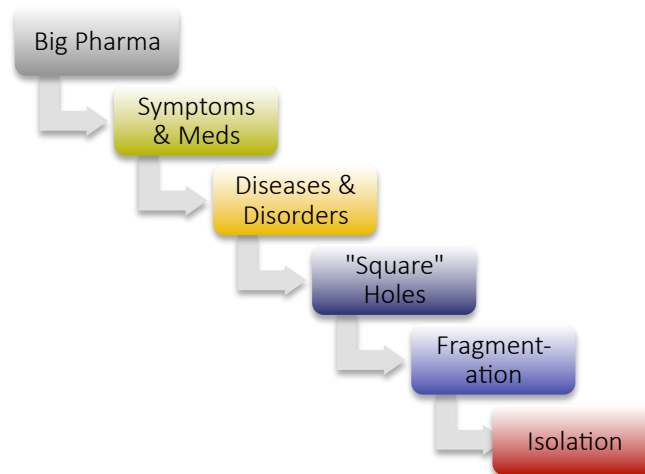 Big Pharma
Symptoms
& Meds
Diseases &
Disorders
"Square"
Holes
Fragment-
ation
Isolation